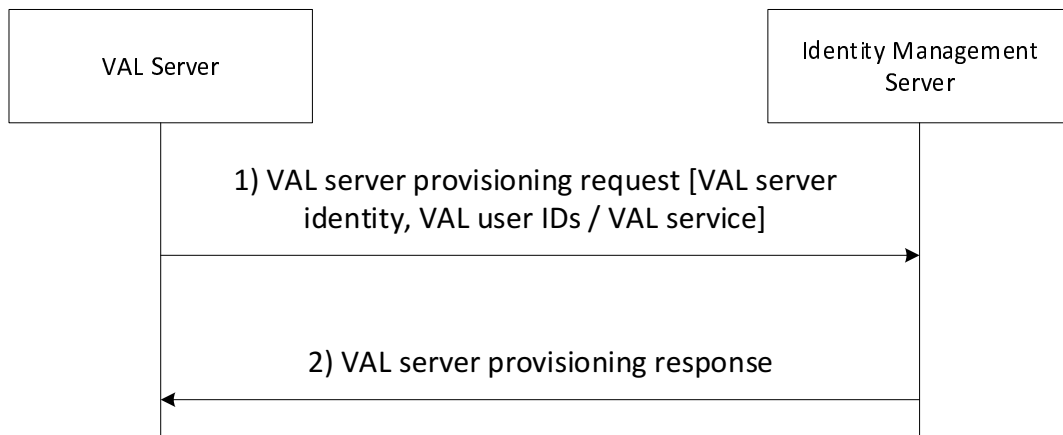 VAL Server
Identity Management
Server
1) VAL server provisioning request [VAL server
identity, VAL user IDs / VAL service]
2) VAL server provisioning response